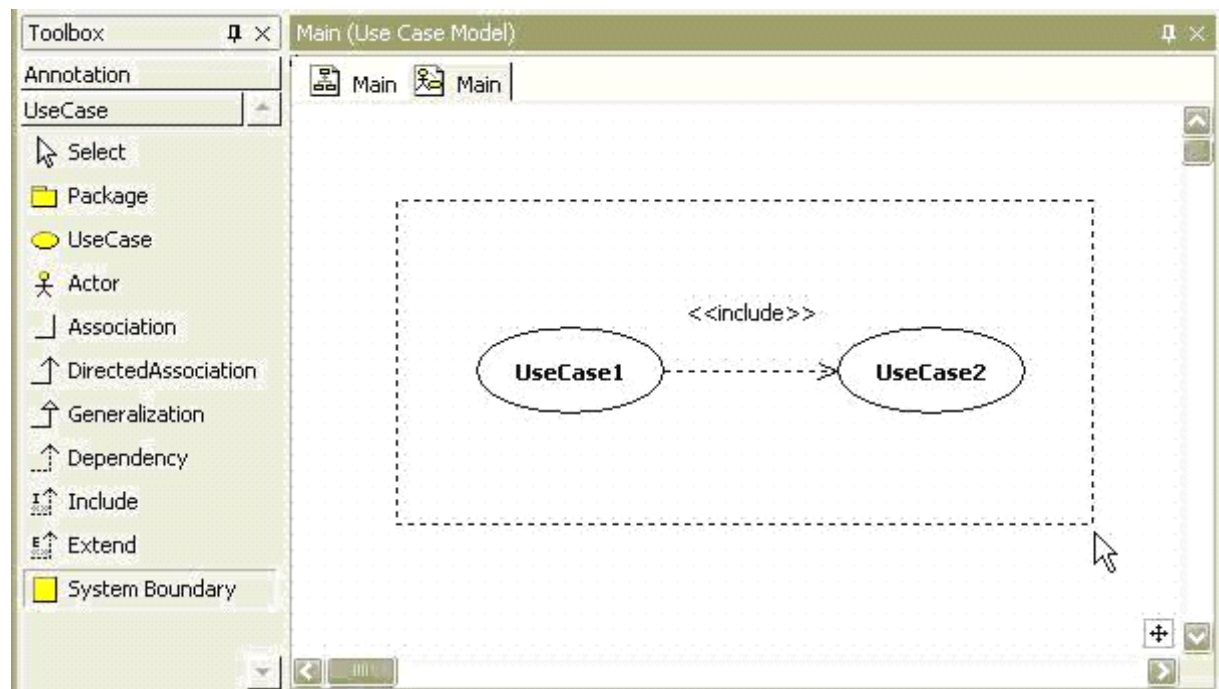 Toolbox
Main (Use Case Model)
Annotation
UseCase
Main
Main
Select
Package
UseCase
Actor
Association
DirectedAssociation
Generalization
Dependency
Include
Extend
System Boundary
<<include>>
UseCase1
UseCase2